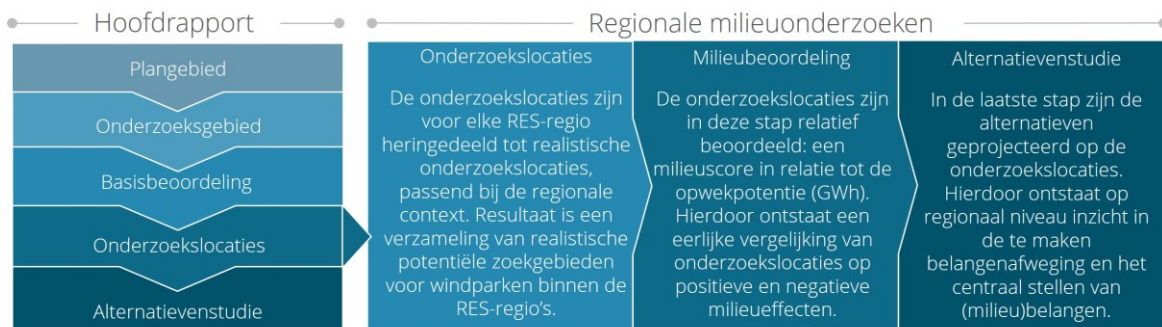 Hoofdrapport
Plangebied
Onderzoeksgebied
Basisbeoordeling
Onderzoekslocaties
Alternatievenstudie
Regionale milieuonderzoeken
Onderzoekslocaties
De onderzoekslocaties zijn
voor elke RES-regio
heringedeeld tot realistische
onderzoekslocaties,
passend bij de regionale
context. Resultaat is een
verzameling van realistische
potentiële zoekgebieden
voor windparken binnen de
RES-regio's.
Milieubeoordeling
De onderzoekslocaties zijn
in deze stap relatief
beoordeeld: een
milieuscore in relatie tot de
opwekpotentie (GWh).
Hierdoor ontstaat een
eerlijke vergelijking van
onderzoekslocaties op
positieve en negatieve
milieueffecten.
Alternatievenstudie
In de laatste stap zijn de
alternatieven
geprojecteerd op de
onderzoekslocaties.
Hierdoor ontstaat op
regionaal niveau inzicht in
de te maken
belangenafweging en het
centraal stellen van
(milieu)belangen.